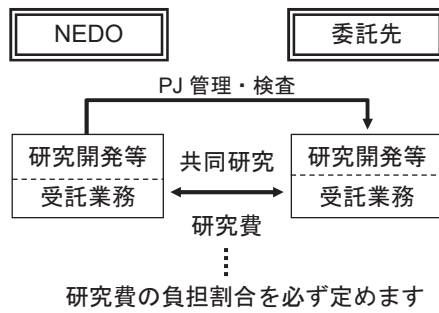 NEDO
委託先
PJ 管理・検査
研究開発等
受託業務
共同研究
研究費
研究開発等
受託業務
研究費の負担割合を必ず定めます